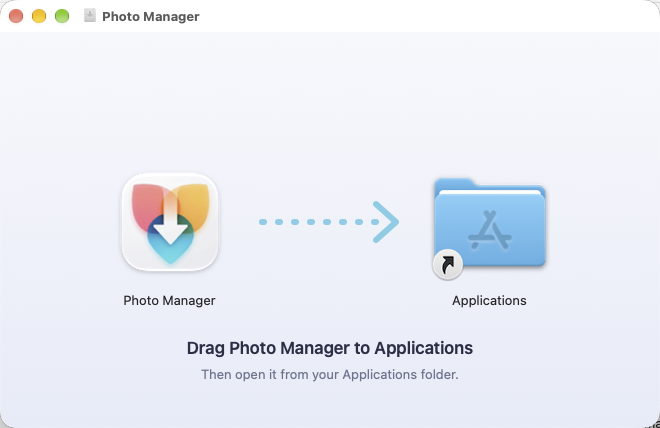 Photo Manager
Photo Manager
Applications
Drag Photo Manager to Applications
Then open it from your Applications folder.